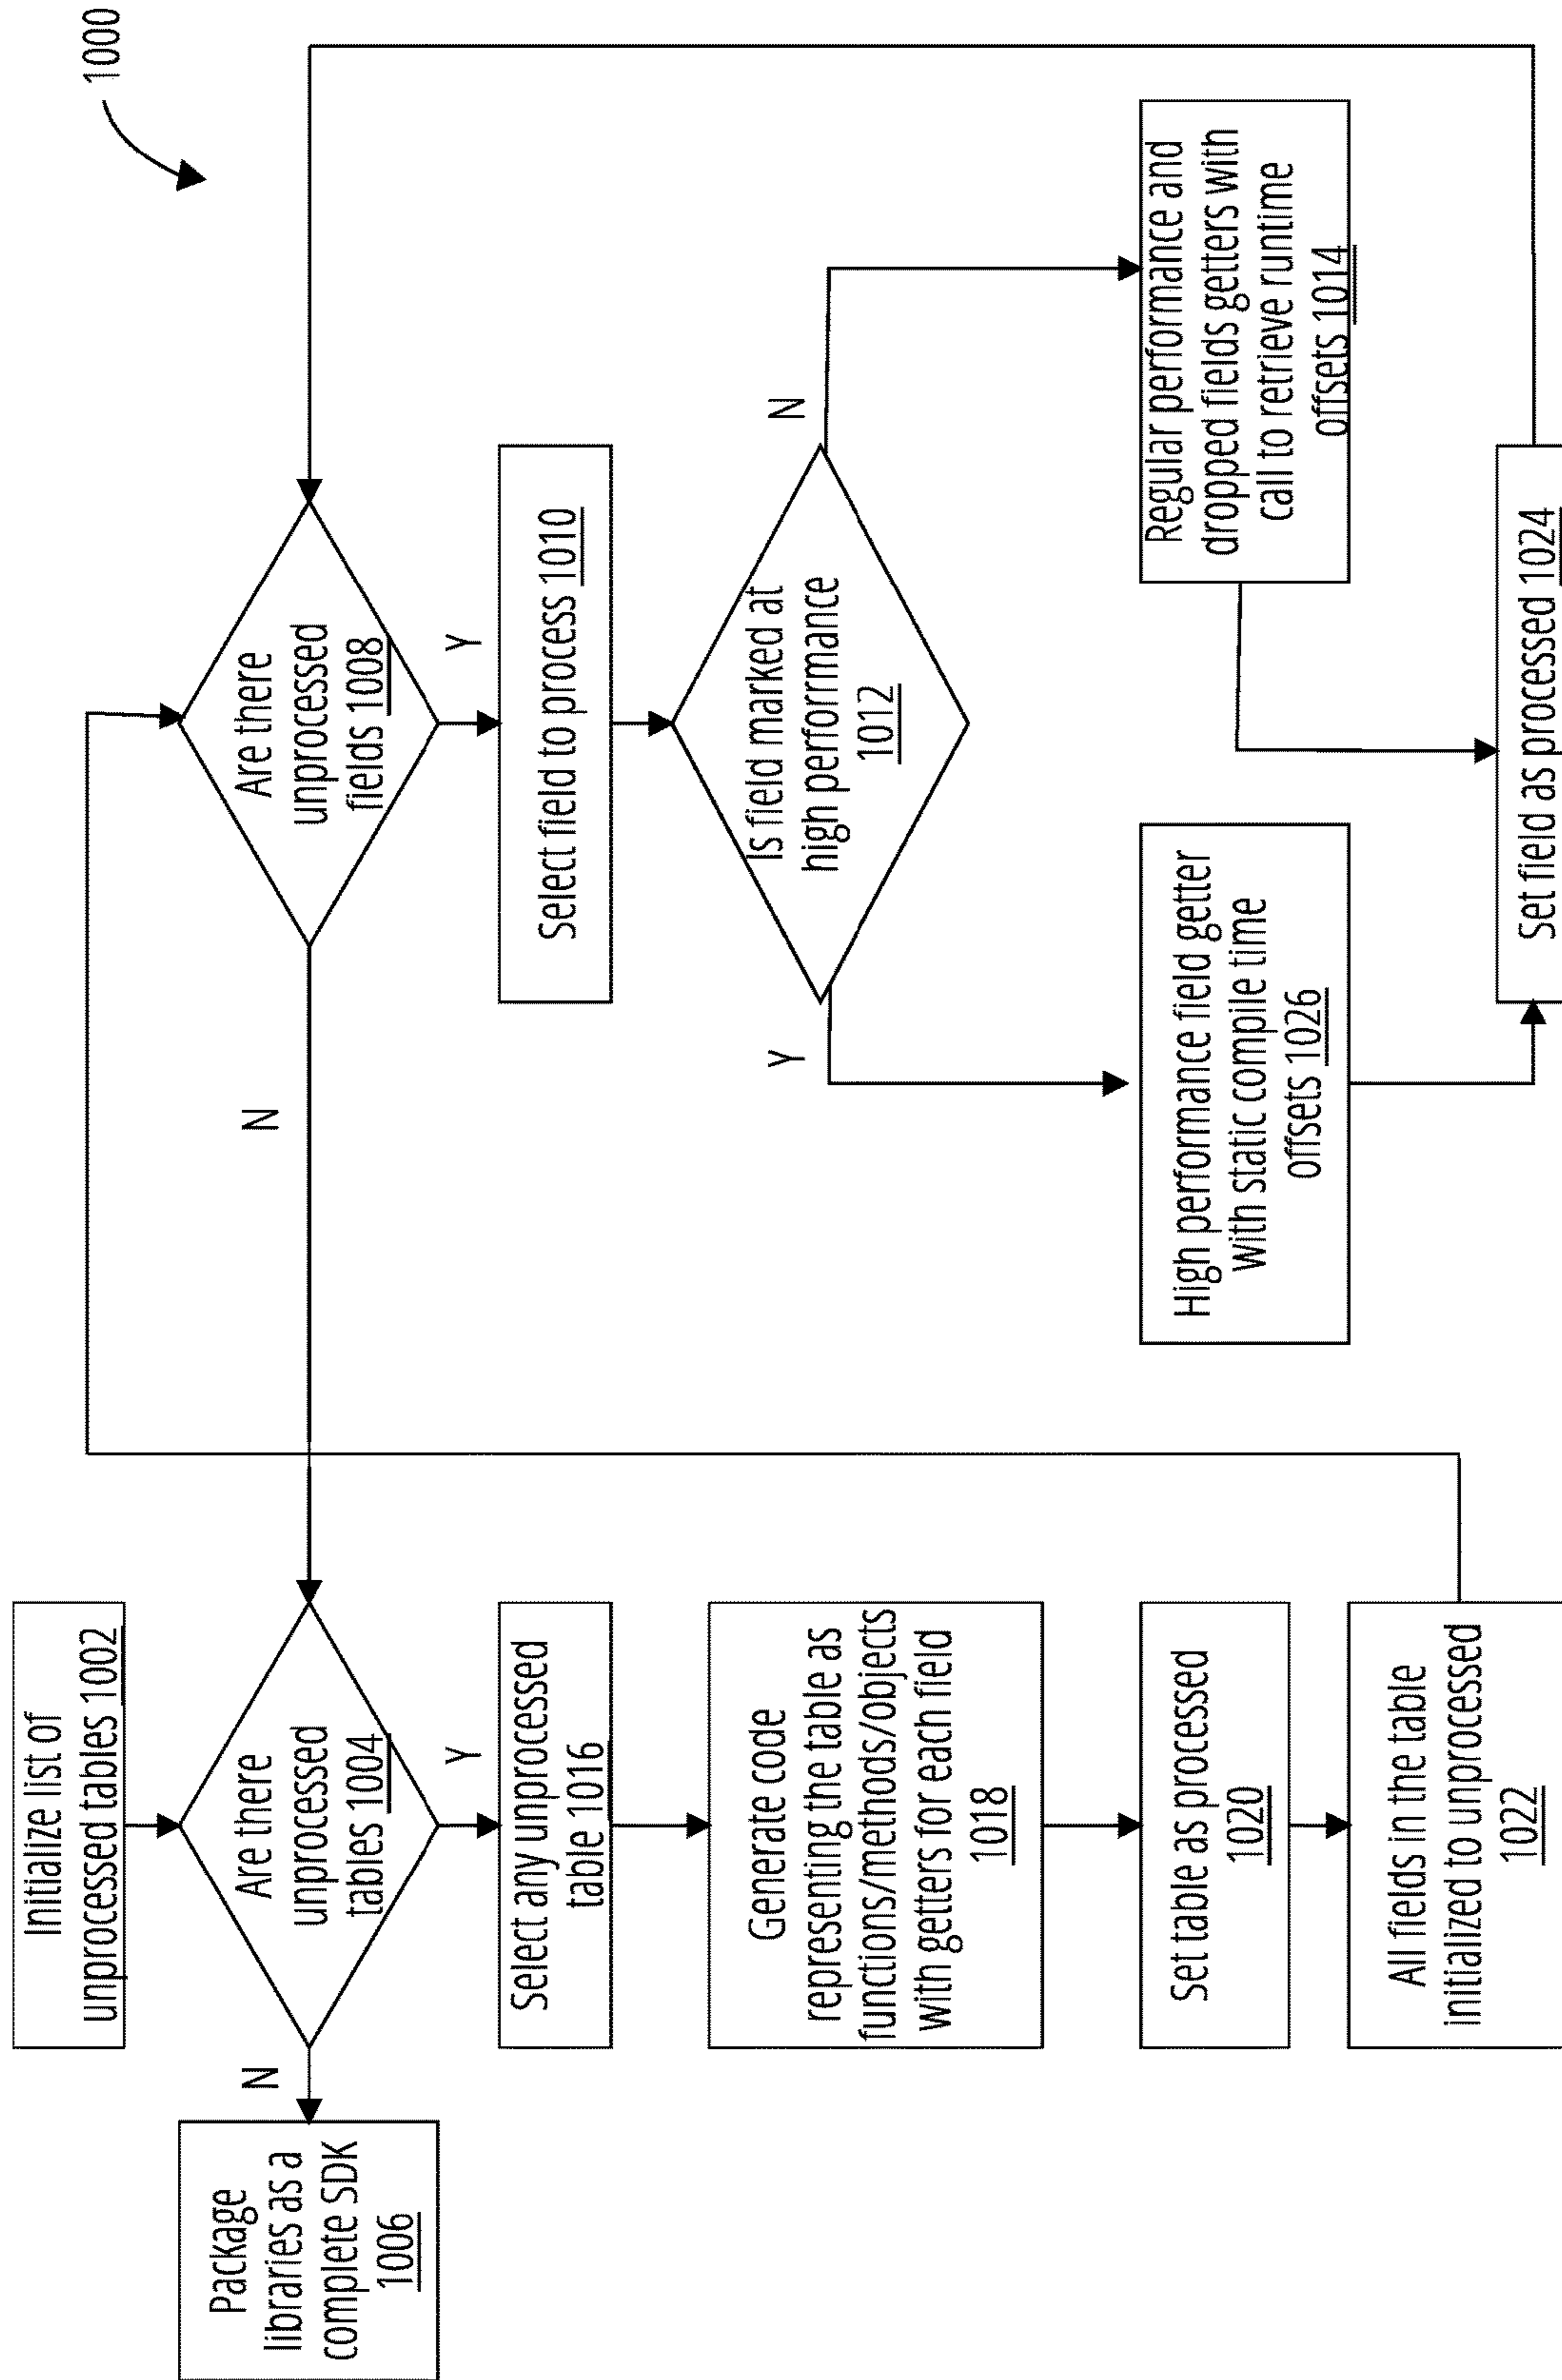 1000
Initialize list of
unprocessed tables 1002
Are there
unprocessed
tables 1004
N
Y
Package
libraries as a
complete SDK
1006
Select any unprocessed
table 1016
Generate code
representing the table as
functions/methods/objects
with getters for each field
1018
Set table as processed
1020
All fields in the table
initialized to unprocessed
1022
Are there
unprocessed
fields 1008
N
Y
Select field to process 1010
Is field marked at
high performance
1012
Y
N
High performance field getter
with static compile time
offsets 1026
Regular performance and
dropped fields getters with
call to retrieve runtime
offsets 1014
Set field as processed 1024